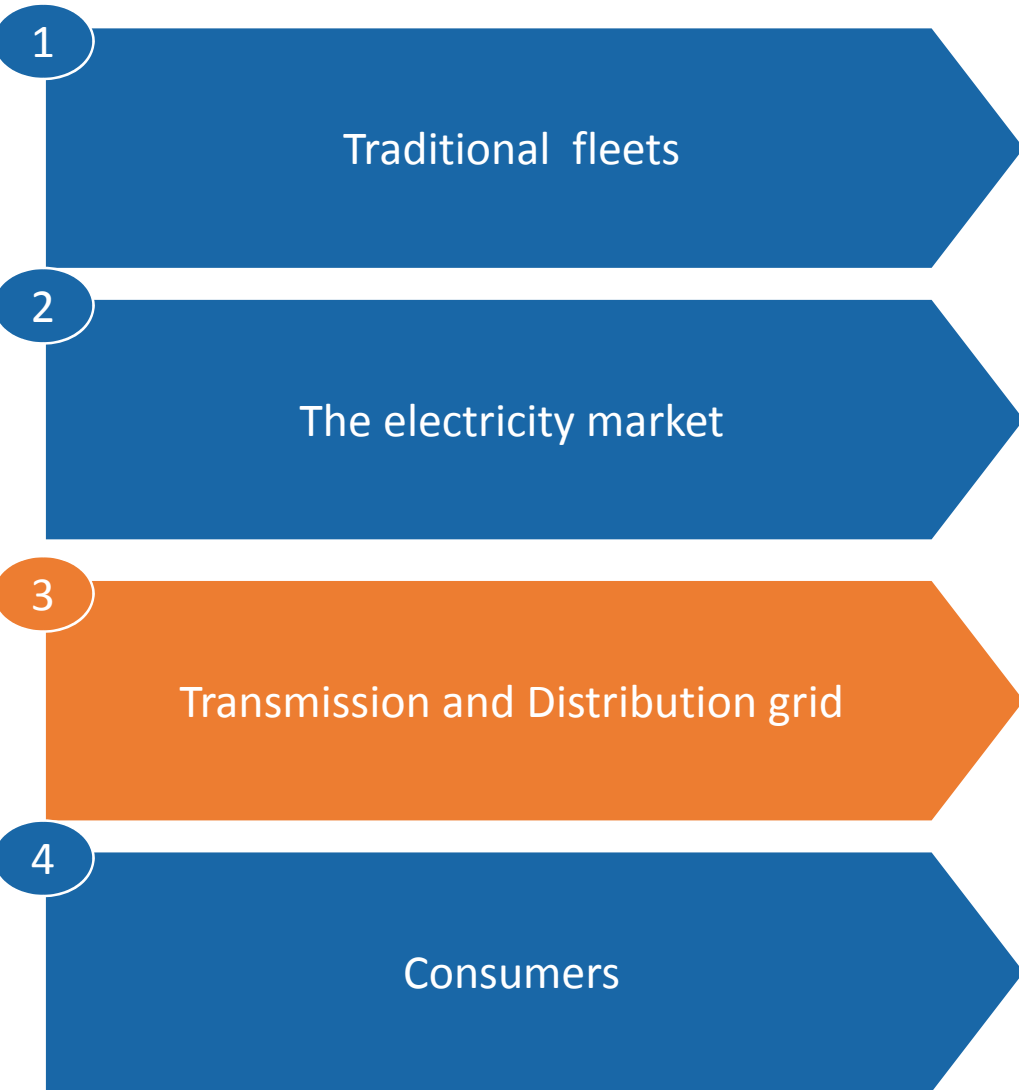 1
Traditional  fleets
2
The electricity market
3
Transmission and Distribution grid
4
Consumers